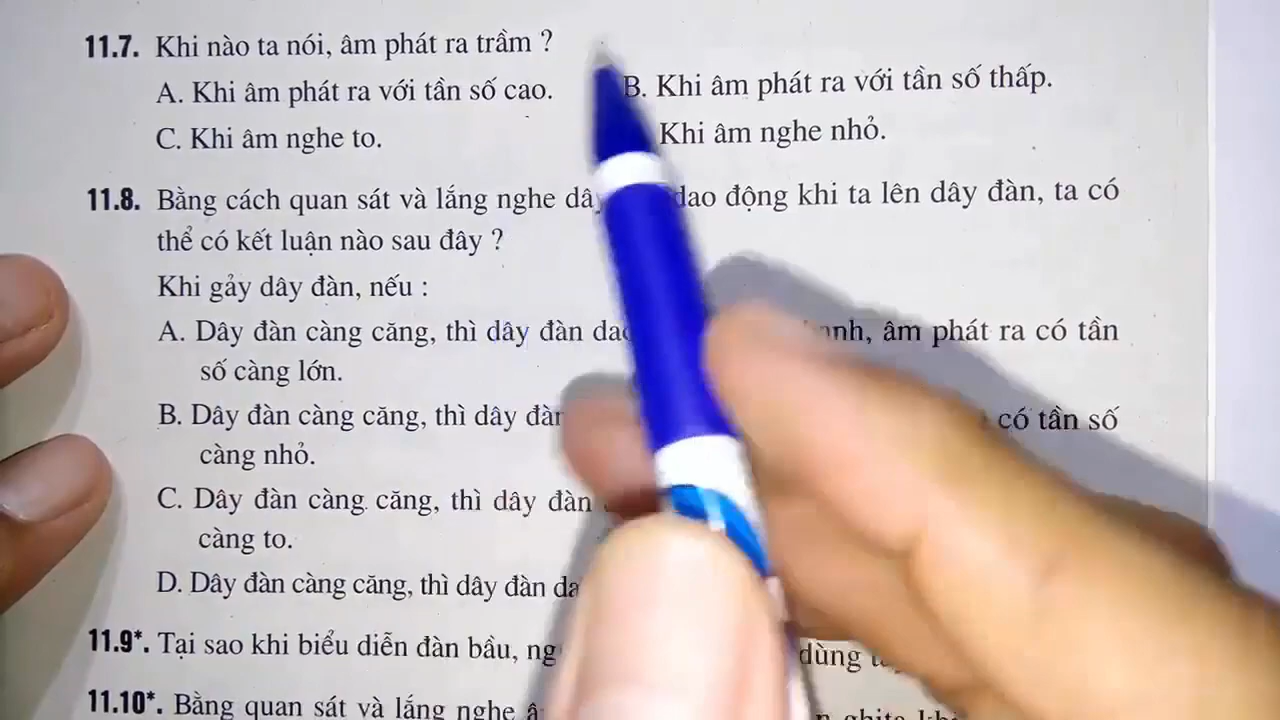 11.7. Khi nào ta nói, âm phát ra trầm ?
A. Khi âm phát ra với tần số cao. B. Khi âm phát ra với tần số thấp.
C. Khi âm nghe to. Khi âm nghe nhỏ.
11.8. Bằng cách quan sát và lắng nghe dây dao động khi ta lên dây đàn, ta có
thể có kết luận nào sau đây ?
Khi gảy dây đàn, nếu :
A. Dây đàn càng căng, thì dây đàn âm phát ra có tần
số càng lớn.
B. Dây đàn càng căng, thì dây đàn có tần số
càng nhỏ.
C. Dây đàn càng căng, thì dây đàn
càng to.
D. Dây đàn càng căng, thì dây đàn
11.9*. Tại sao khi biểu diễn đàn bầu, dùng
11.10*. Bằng quan sát và lắng nghe ghita